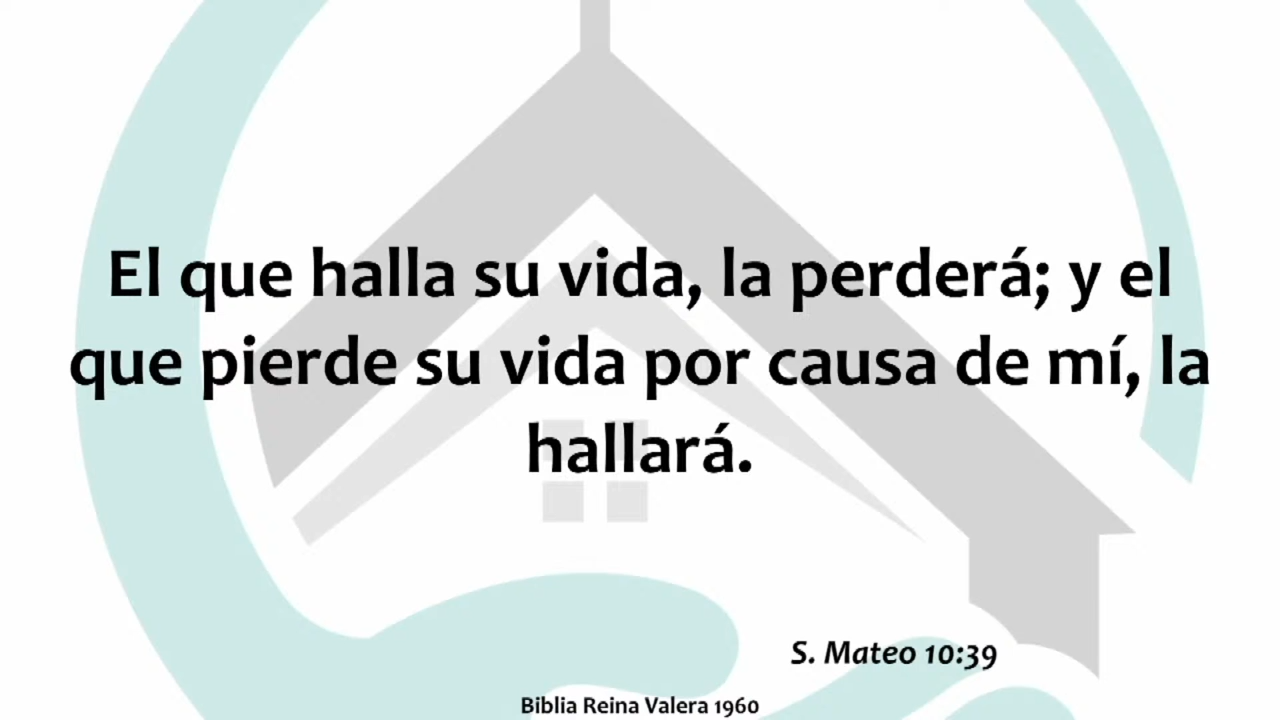 El que halla su vida, la perderá; y el
que pierde su vida por causa de mí, la
hallará.
S. Mateo 10:39
Biblia Reina Valera 1960